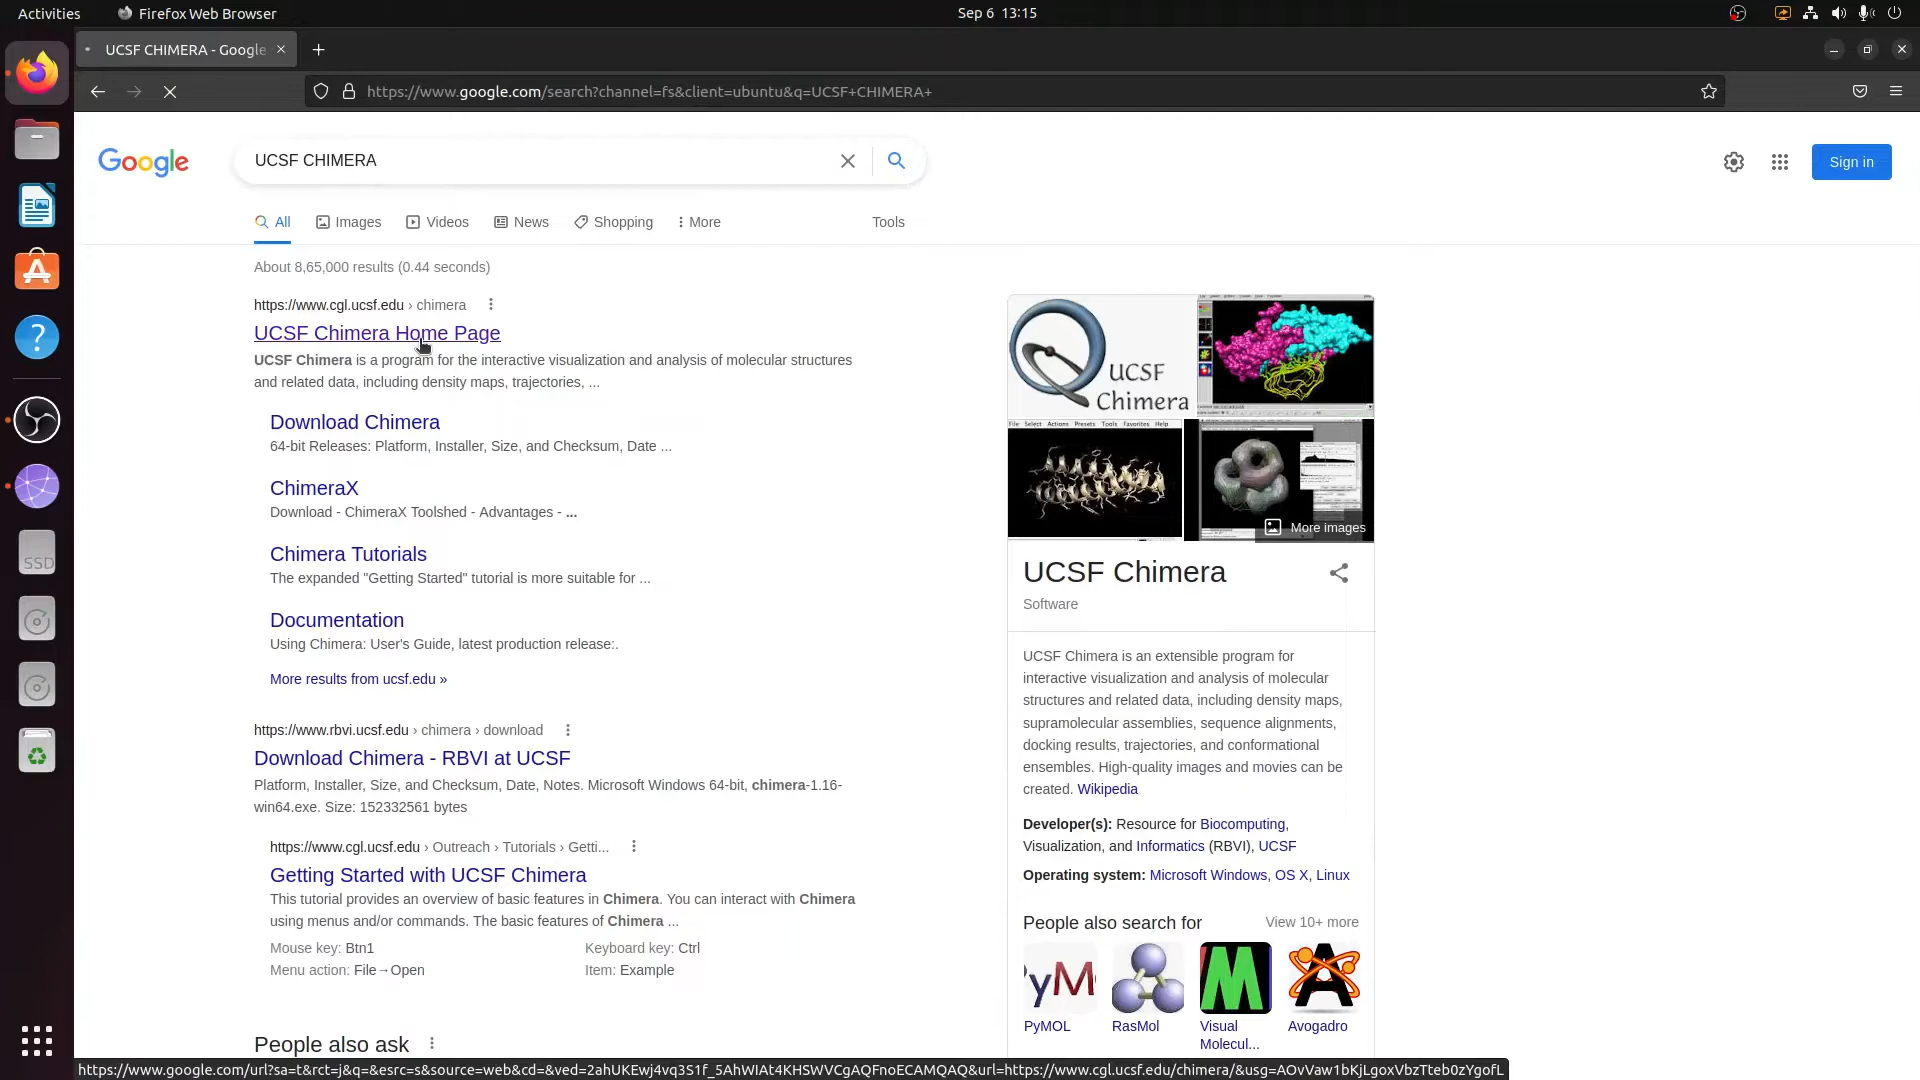 Activities
Firefox Web Browser
Sep 6 13:15
UCSF CHIMERA - Google
https://www.google.com/search?channel=fs&client=ubuntu&q=UCSF+CHIMERA+
Google
UCSF CHIMERA
Sign in
All
Images
Videos
News
Shopping
More
Tools
About 8,65,000 results (0.44 seconds)
https://www.cgl.ucsf.edu › chimera
UCSF Chimera Home Page
UCSF Chimera is a program for the interactive visualization and analysis of molecular structures
and related data, including density maps, trajectories, ...
Download Chimera
64-bit Releases: Platform, Installer, Size, and Checksum, Date ...
ChimeraX
Download - ChimeraX Toolshed - Advantages - ...
Chimera Tutorials
The expanded "Getting Started" tutorial is more suitable for ...
Documentation
Using Chimera: User's Guide, latest production release:.
More results from ucsf.edu »
https://www.rbvi.ucsf.edu › chimera › download
Download Chimera - RBVI at UCSF
Platform, Installer, Size, and Checksum, Date, Notes. Microsoft Windows 64-bit, chimera-1.16-
win64.exe. Size: 152332561 bytes
https://www.cgl.ucsf.edu › Outreach › Tutorials › Getti...
Getting Started with UCSF Chimera
This tutorial provides an overview of basic features in Chimera. You can interact with Chimera
using menus and/or commands. The basic features of Chimera ...
Mouse key: Btn1
Keyboard key: Ctrl
Menu action: File→Open
Item: Example
People also ask
UCSF
Chimera
File Select Actions Presets Tools Favorites Help
More images
UCSF Chimera
Software
UCSF Chimera is an extensible program for
interactive visualization and analysis of molecular
structures and related data, including density maps,
supramolecular assemblies, sequence alignments,
docking results, trajectories, and conformational
ensembles. High-quality images and movies can be
created. Wikipedia
Developer(s): Resource for Biocomputing,
Visualization, and Informatics (RBVI), UCSF
Operating system: Microsoft Windows, OS X, Linux
People also search for
View 10+ more
yM
PyMOL
RasMol
Visual
Molecul...
Avogadro
SSD
https://www.google.com/url?sa=t&rct=j&q=&esrc=s&source=web&cd=&ved=2ahUKEwj4vq3S1f_5AhWIAt4KHSWVCgAQFnoECAMQAQ&url=https://www.cgl.ucsf.edu/chimera/&usg=AOvVaw1bKjLgoxVbzTteb0zYgofL